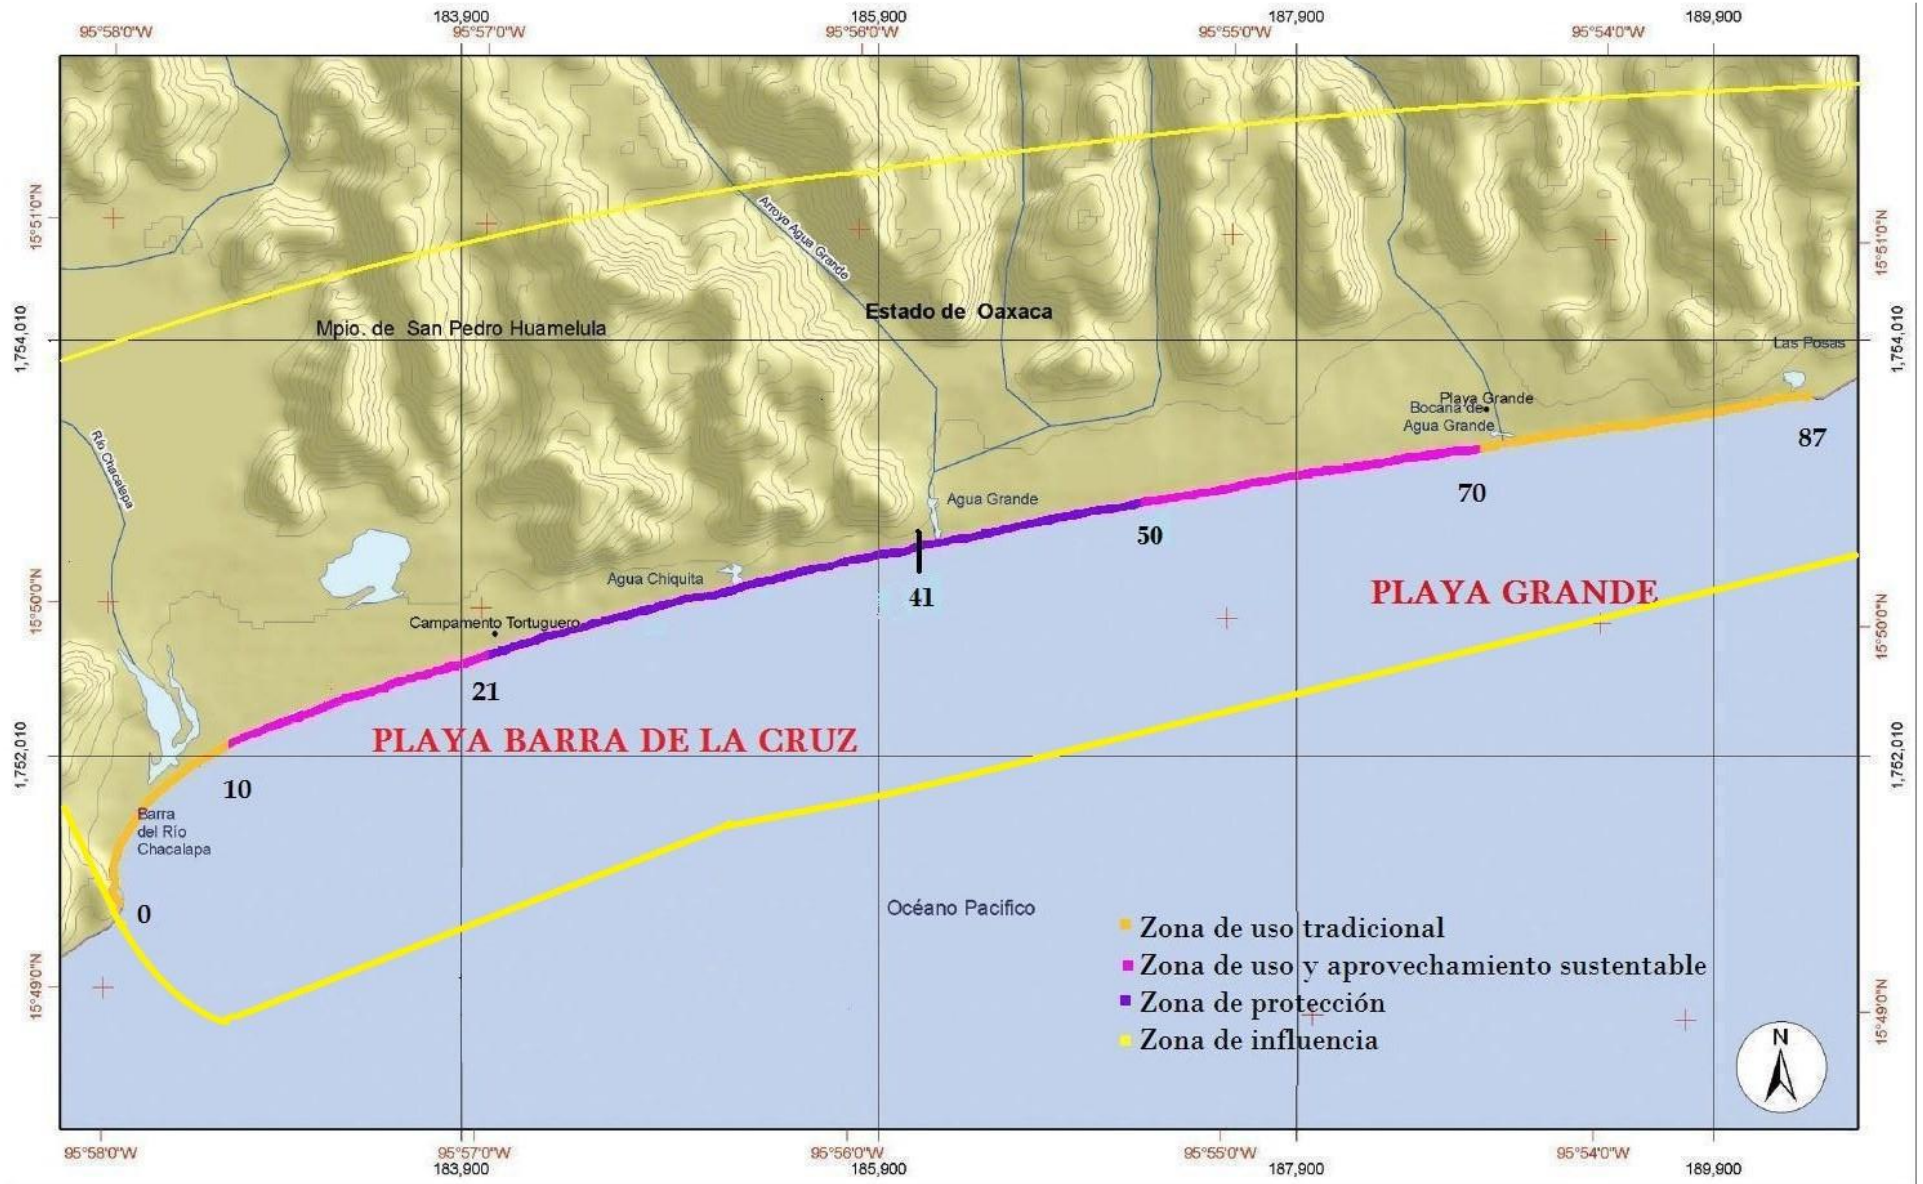 183,900
185,900
187,900
189,900
95°58'0"W
95°57'0"W
95°56'0"W
95°55'0"W
95°54'0"W
15°51'0"N
15°51'0"N
Arroyo Agua Grande
Estado de Oaxaca
Mpio. de San Pedro Huamelula
1,754,010
1,754,010
Las Posas
Playa Grande
Bocana de
Agua Grande
87
Río Chacalapa
70
Agua Grande
50
Agua Chiquita
41
PLAYA GRANDE
15°50'0"N
15°50'0"N
Campamento Tortuguero
21
PLAYA BARRA DE LA CRUZ
1,752,010
1,752,010
10
Barra
del Río
Chacalapa
0
Océano Pacifico
Zona de uso tradicional
Zona de uso y aprovechamiento sustentable
Zona de protección
Zona de influencia
15°49'0"N
15°49'0"N
N
95°58'0"W
95°57'0"W
95°56'0"W
95°55'0"W
95°54'0"W
183,900
185,900
187,900
189,900